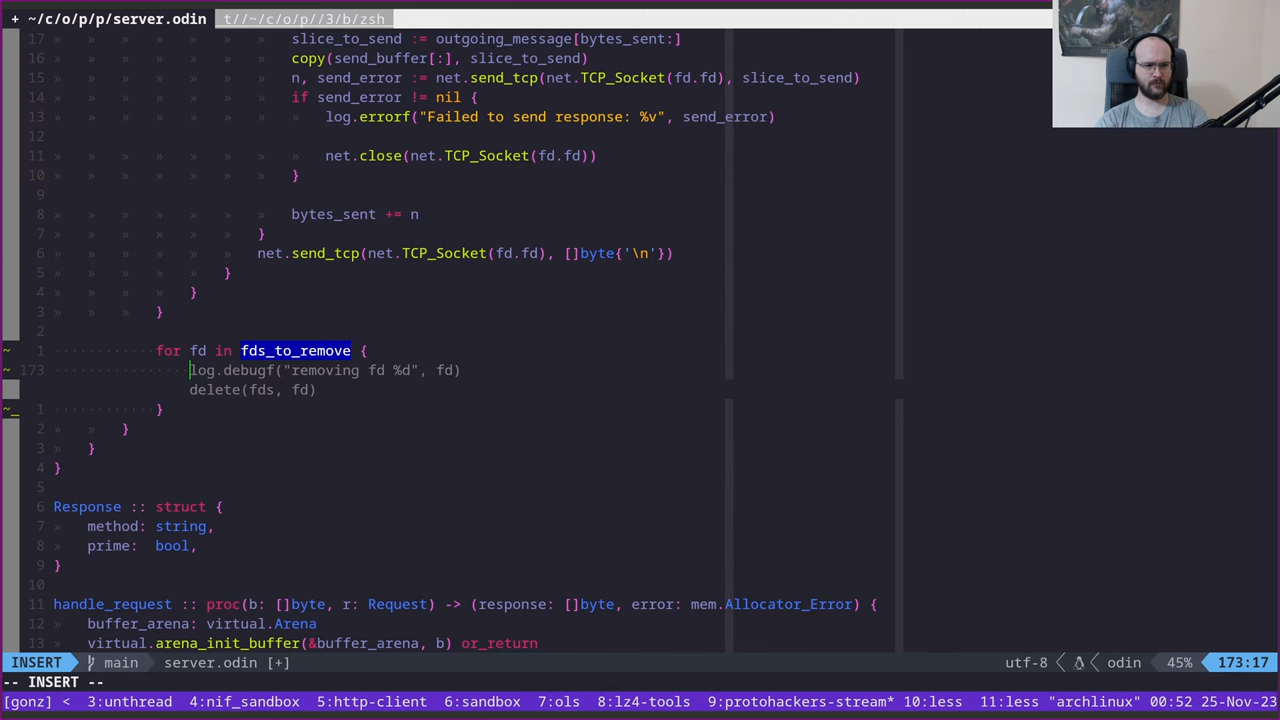 + ~/c/o/p/p/server.odin t//~/c/o/p//3/b/zsh
17 » » » » » » slice_to_send := outgoing_message[bytes_sent:]
16 » » » » » » copy(send_buffer[:], slice_to_send)
15 » » » » » » n, send_error := net.send_tcp(net.TCP_Socket(fd.fd), slice_to_send)
14 » » » » » » if send_error != nil {
13 » » » » » » » log.errorf("Failed to send response: %v", send_error)
12
11 » » » » » » » net.close(net.TCP_Socket(fd.fd))
10 » » » » » » }
9
8 » » » » » » bytes_sent += n
7 » » » » » }
6 » » » » » net.send_tcp(net.TCP_Socket(fd.fd), []byte{'\n'})
5 » » » » }
4 » » » » }
3 » » » }
2
~ 1 ············for fd in fds_to_remove {
~ 173 ················log.debugf("removing fd %d", fd)
delete(fds, fd)
~_ 1 ············}
2 » » }
3 » }
4 }
5
6 Response :: struct {
7 » method: string,
8 » prime: bool,
9 }
10
11 handle_request :: proc(b: []byte, r: Request) -> (response: []byte, error: mem.Allocator_Error) {
12 » buffer_arena: virtual.Arena
13 » virtual.arena_init_buffer(&buffer_arena, b) or_return
INSERT main server.odin [+] utf-8 odin 45% 173:17
-- INSERT --
[gonz] < 3:unthread 4:nif_sandbox 5:http-client 6:sandbox 7:ols 8:lz4-tools 9:protohackers-stream* 10:less 11:less "archlinux" 00:52 25-Nov-23